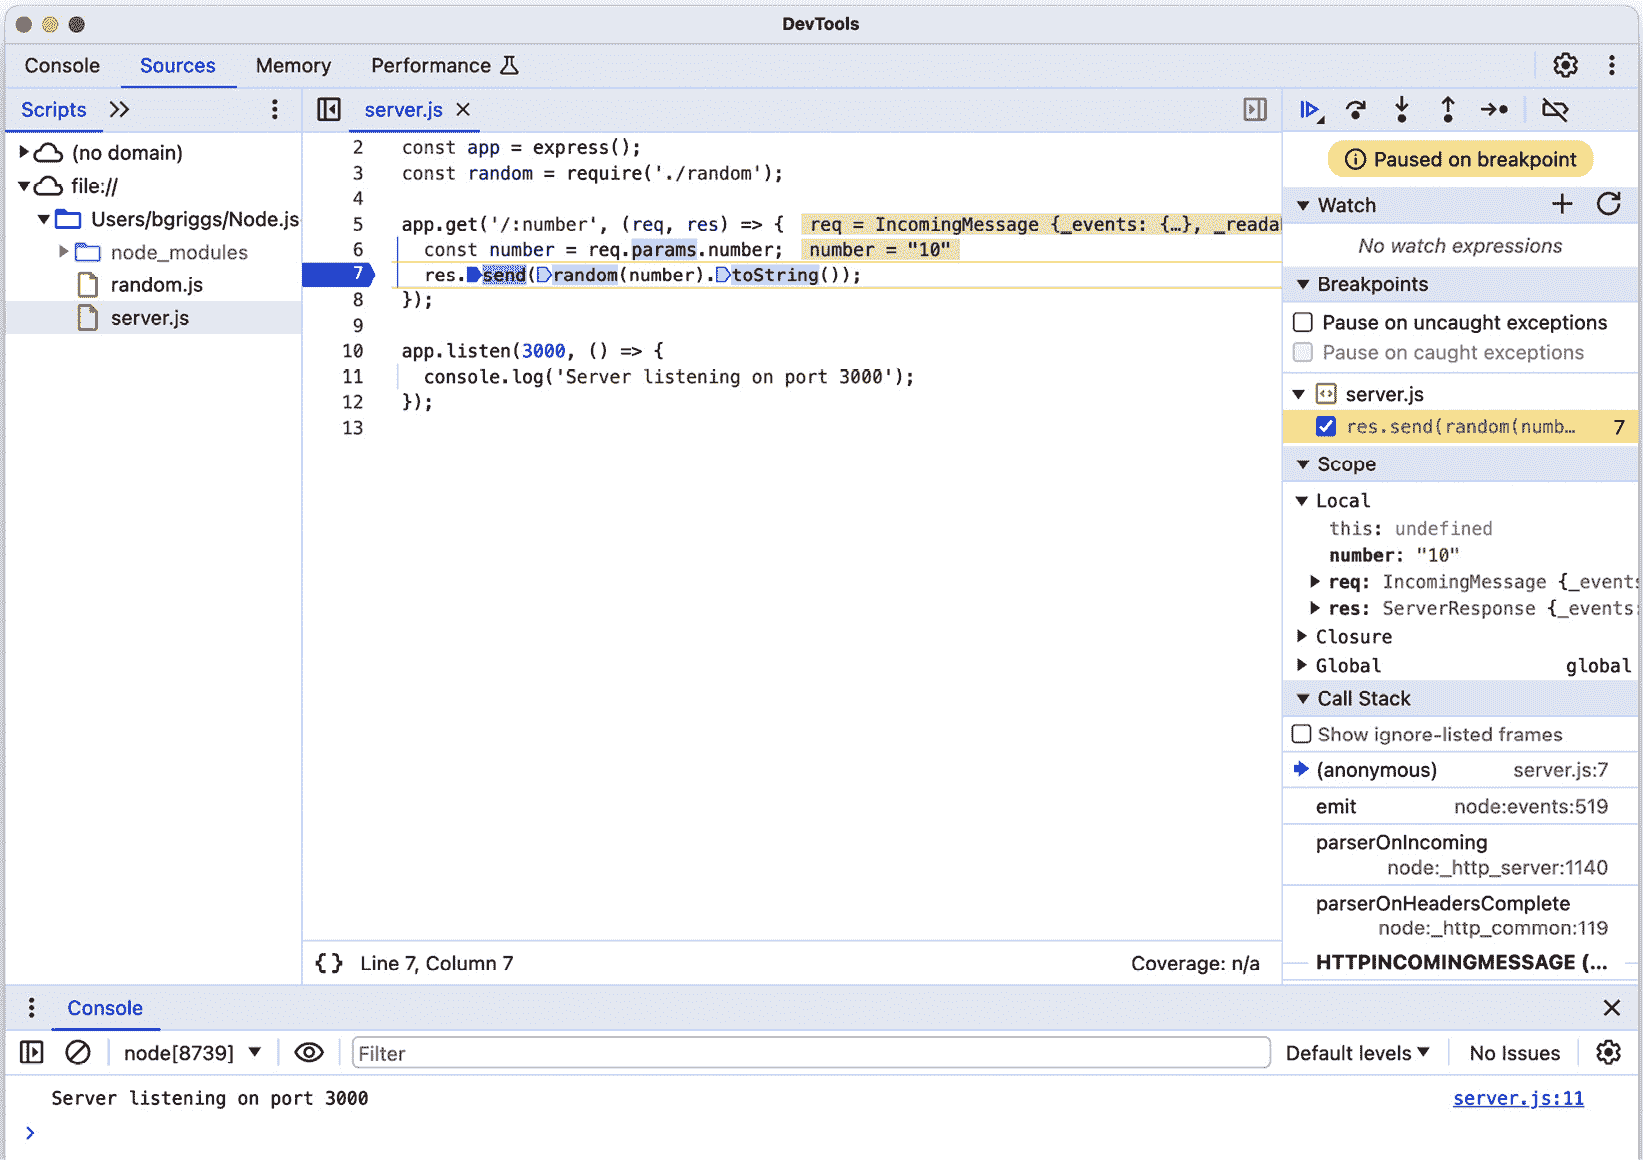 DevTools
Console Sources Memory Performance
Scripts
(no domain)
file://
Users/bgriggs/Node.js
node_modules
random.js
server.js
server.js
2 const app = express();
3 const random = require('./random');
4
5 app.get('/:number', (req, res) => { req = IncomingMessage {_events: {…}, _reada
6 const number = req.params.number; number = "10"
7 res.send(random(number).toString());
8 });
9
10 app.listen(3000, () => {
11 console.log('Server listening on port 3000');
12 });
13
{} Line 7, Column 7 Coverage: n/a
Paused on breakpoint
Watch
No watch expressions
Breakpoints
Pause on uncaught exceptions
Pause on caught exceptions
server.js
res.send(random(numb… 7
Scope
Local
this: undefined
number: "10"
req: IncomingMessage {_events
res: ServerResponse {_events:
Closure
Global global
Call Stack
Show ignore-listed frames
(anonymous) server.js:7
emit node:events:519
parserOnIncoming
node:_http_server:1140
parserOnHeadersComplete
node:_http_common:119
HTTPINCOMINGMESSAGE (...
Console
node[8739] Filter Default levels No Issues
Server listening on port 3000 server.js:11
>